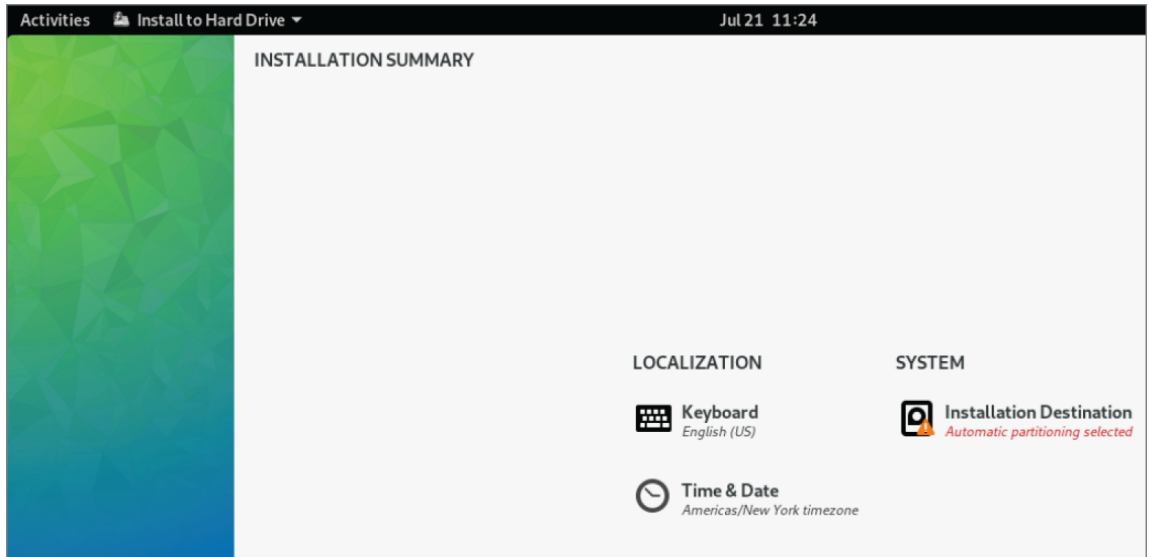 Activities Install to Hard Drive Jul 21 11:24
INSTALLATION SUMMARY
LOCALIZATION SYSTEM
Keyboard Installation Destination
English (US) Automatic partitioning selected
Time & Date
Americas/New York timezone